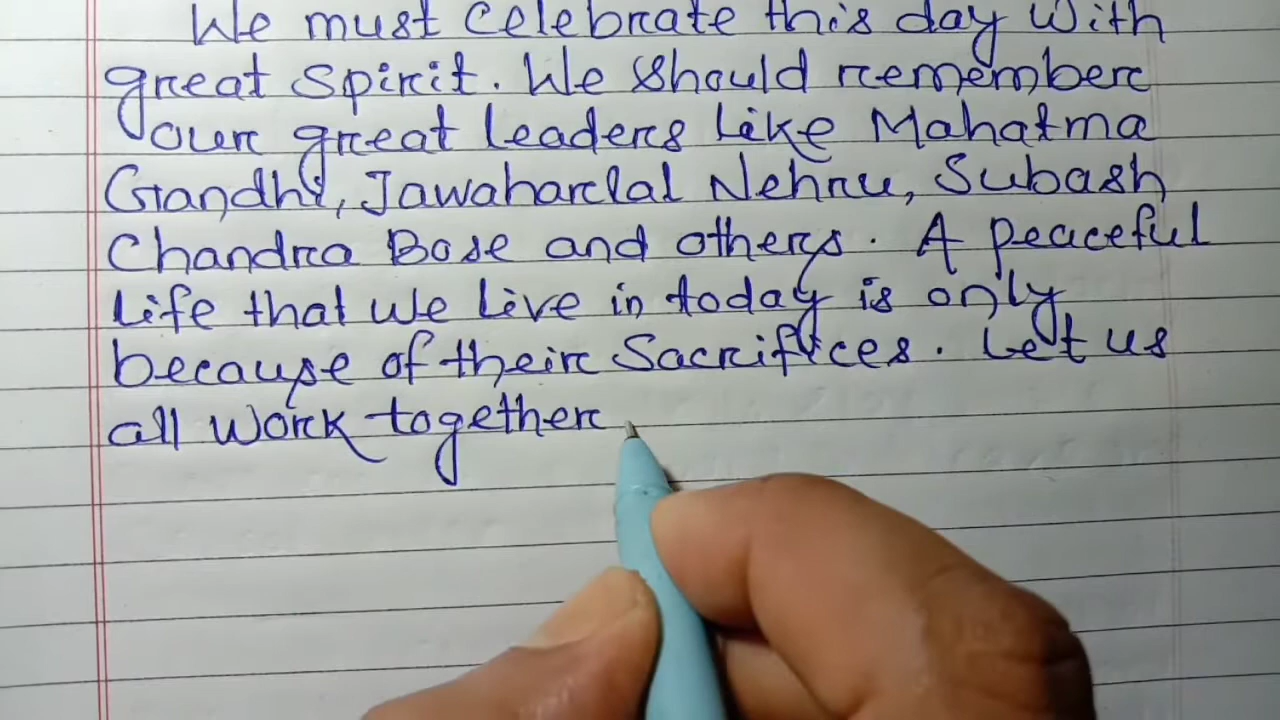 We must celebrate this day with
great spirit. We should remember
our great leaders like Mahatma
Gandhi, Jawaharlal Nehru, Subash
Chandra Bose and others. A peaceful
life that we live in today is only
because of their sacrifices. Let us
all work together